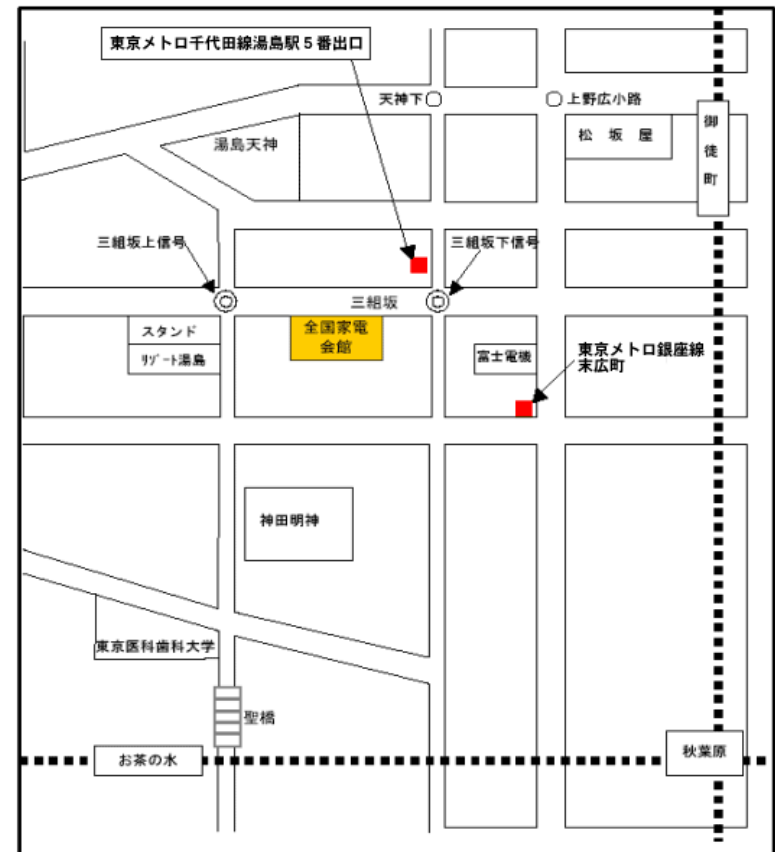 東京メトロ千代田線湯島駅５番出口
天神下
上野広小路
湯島天神
松 坂 屋
御徒町
三組坂上信号
三組坂下信号
三組坂
スタンド
ﾘｿﾞｰﾄ湯島
全国家電
会館
富士電機
東京メトロ銀座線
末広町
神田明神
東京医科歯科大学
聖橋
お茶の水
秋葉原